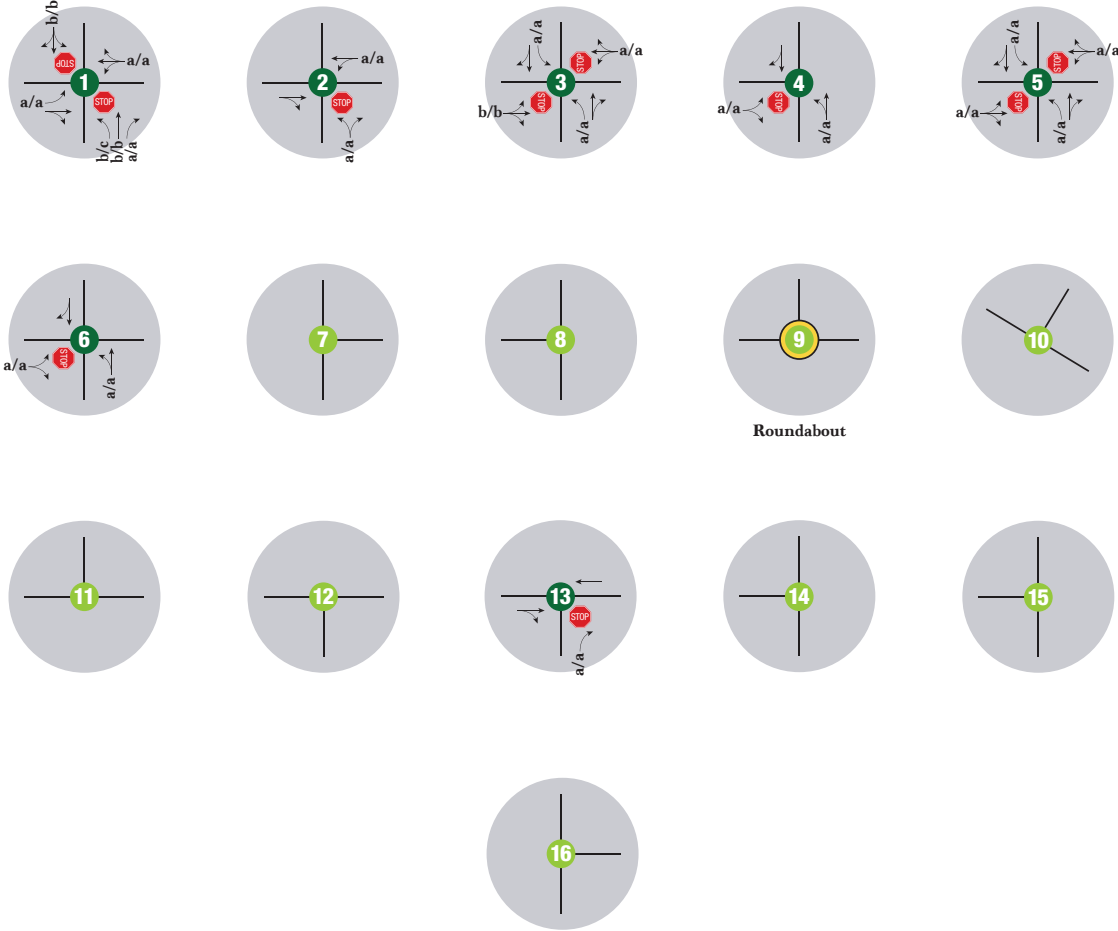 b/b
STOP
a/a
1
a/a
STOP
b/c
b/b
a/a
a/a
2
STOP
a/a
a/a
STOP
a/a
3
b/b
STOP
a/a
4
a/a
STOP
a/a
a/a
STOP
a/a
5
a/a
STOP
a/a
6
a/a
STOP
a/a
7
8
9
Roundabout
10
11
12
13
STOP
a/a
14
15
16